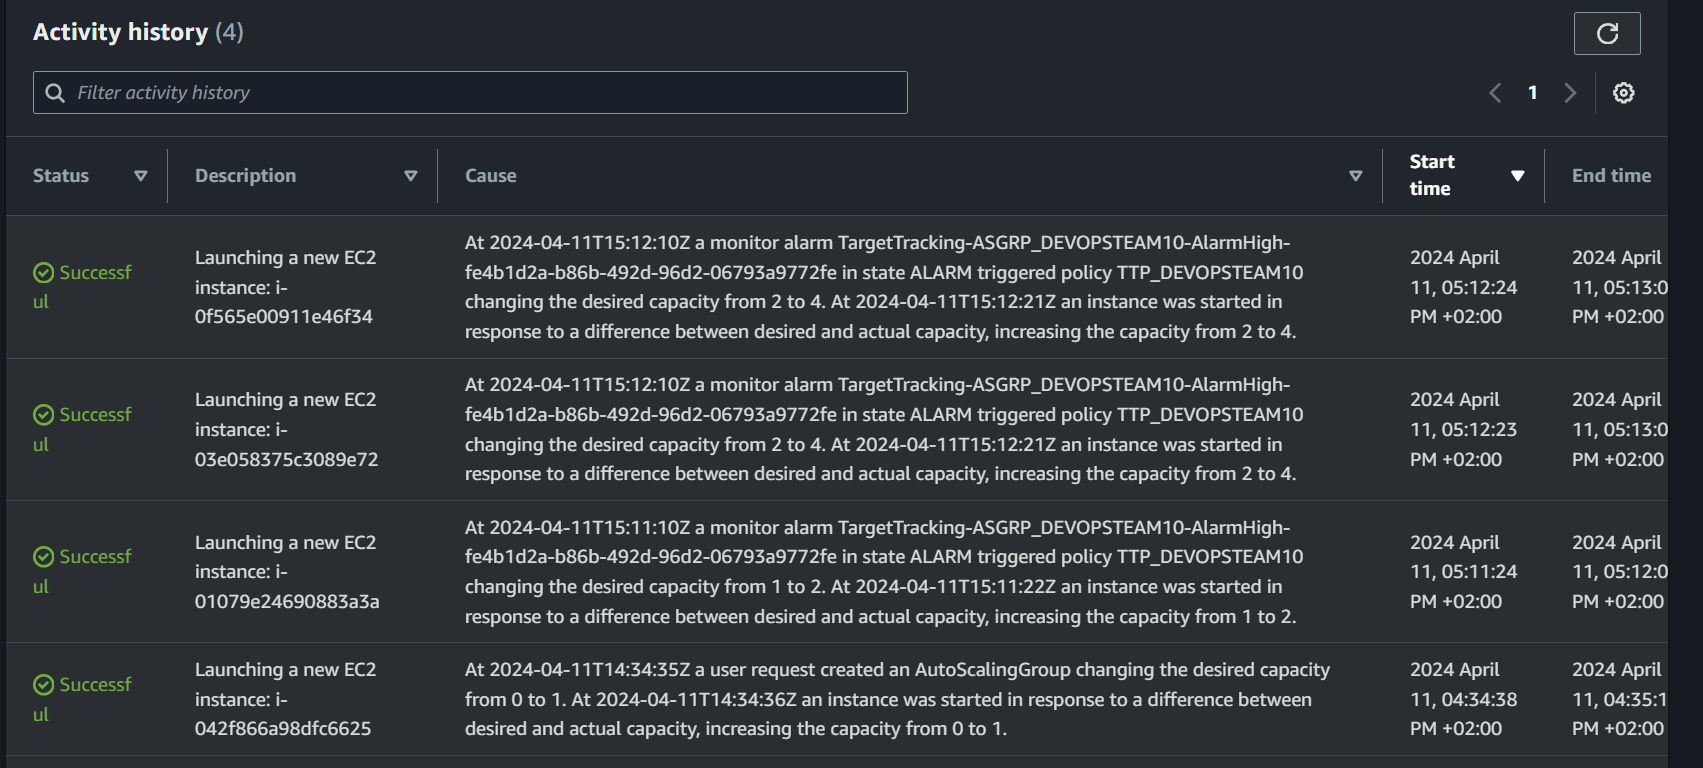 Activity history (4)
Filter activity history
1
Status
Description
Cause
Start
time
End time
Successf
ul
Launching a new EC2
instance: i-
0f565e00911e46f34
At 2024-04-11T15:12:10Z a monitor alarm TargetTracking-ASGRP_DEVOPSTEAM10-AlarmHigh-
fe4b1d2a-b86b-492d-96d2-06793a9772fe in state ALARM triggered policy TTP_DEVOPSTEAM10
changing the desired capacity from 2 to 4. At 2024-04-11T15:12:21Z an instance was started in
response to a difference between desired and actual capacity, increasing the capacity from 2 to 4.
2024 April
11, 05:12:24
PM +02:00
2024 April
11, 05:13:0
PM +02:00
Successf
ul
Launching a new EC2
instance: i-
03e058375c3089e72
At 2024-04-11T15:12:10Z a monitor alarm TargetTracking-ASGRP_DEVOPSTEAM10-AlarmHigh-
fe4b1d2a-b86b-492d-96d2-06793a9772fe in state ALARM triggered policy TTP_DEVOPSTEAM10
changing the desired capacity from 2 to 4. At 2024-04-11T15:12:21Z an instance was started in
response to a difference between desired and actual capacity, increasing the capacity from 2 to 4.
2024 April
11, 05:12:23
PM +02:00
2024 April
11, 05:13:0
PM +02:00
Successf
ul
Launching a new EC2
instance: i-
01079e24690883a3a
At 2024-04-11T15:11:10Z a monitor alarm TargetTracking-ASGRP_DEVOPSTEAM10-AlarmHigh-
fe4b1d2a-b86b-492d-96d2-06793a9772fe in state ALARM triggered policy TTP_DEVOPSTEAM10
changing the desired capacity from 1 to 2. At 2024-04-11T15:11:22Z an instance was started in
response to a difference between desired and actual capacity, increasing the capacity from 1 to 2.
2024 April
11, 05:11:24
PM +02:00
2024 April
11, 05:12:0
PM +02:00
Successf
ul
Launching a new EC2
instance: i-
042f866a98dfc6625
At 2024-04-11T14:34:35Z a user request created an AutoScalingGroup changing the desired capacity
from 0 to 1. At 2024-04-11T14:34:36Z an instance was started in response to a difference between
desired and actual capacity, increasing the capacity from 0 to 1.
2024 April
11, 04:34:38
PM +02:00
2024 April
11, 04:35:1
PM +02:00